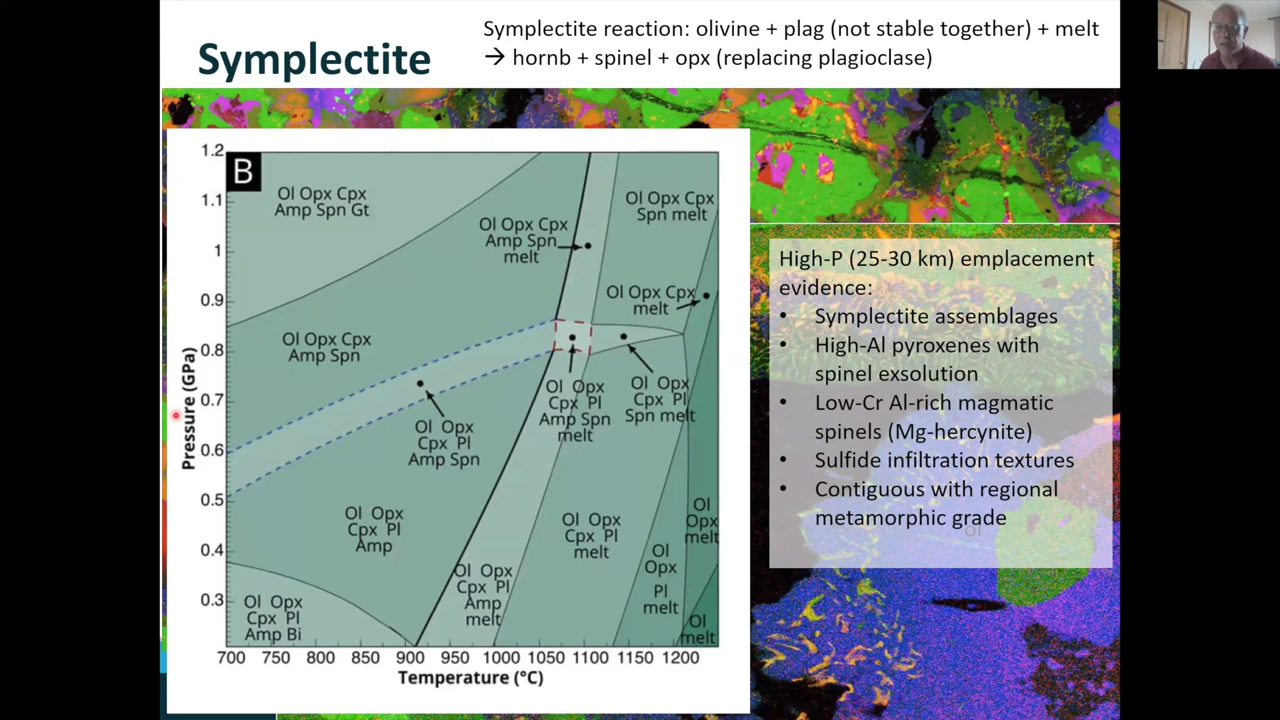 Symplectite
Symplectite reaction: olivine + plag (not stable together) + melt
→ hornb + spinel + opx (replacing plagioclase)
B
1.2
1.1
1
0.9
0.8
0.7
0.6
0.5
0.4
0.3
Pressure (GPa)
Ol Opx Cpx
Amp Spn Gt
Ol Opx Cpx
Amp Spn
melt
Ol Opx Cpx
Spn melt
Ol Opx Cpx
melt
Ol Opx Cpx
Amp Spn
Ol Opx
Cpx Pl
Amp Spn
Ol Opx
Cpx Pl
Amp Spn
melt
Ol Opx
Cpx Pl
Spn melt
Ol Opx
Cpx Pl
Amp
Ol Opx
Cpx Pl
melt
Ol
Opx
melt
Ol
Opx
Pl
melt
Ol Opx
Cpx Pl
Amp
melt
Ol Opx
Cpx Pl
Amp Bi
Ol
melt
700 750 800 850 900 950 1000 1050 1100 1150 1200
Temperature (°C)
High-P (25-30 km) emplacement
evidence:
• Symplectite assemblages
• High-Al pyroxenes with
spinel exsolution
• Low-Cr Al-rich magmatic
spinels (Mg-hercynite)
• Sulfide infiltration textures
• Contiguous with regional
metamorphic grade
Ol